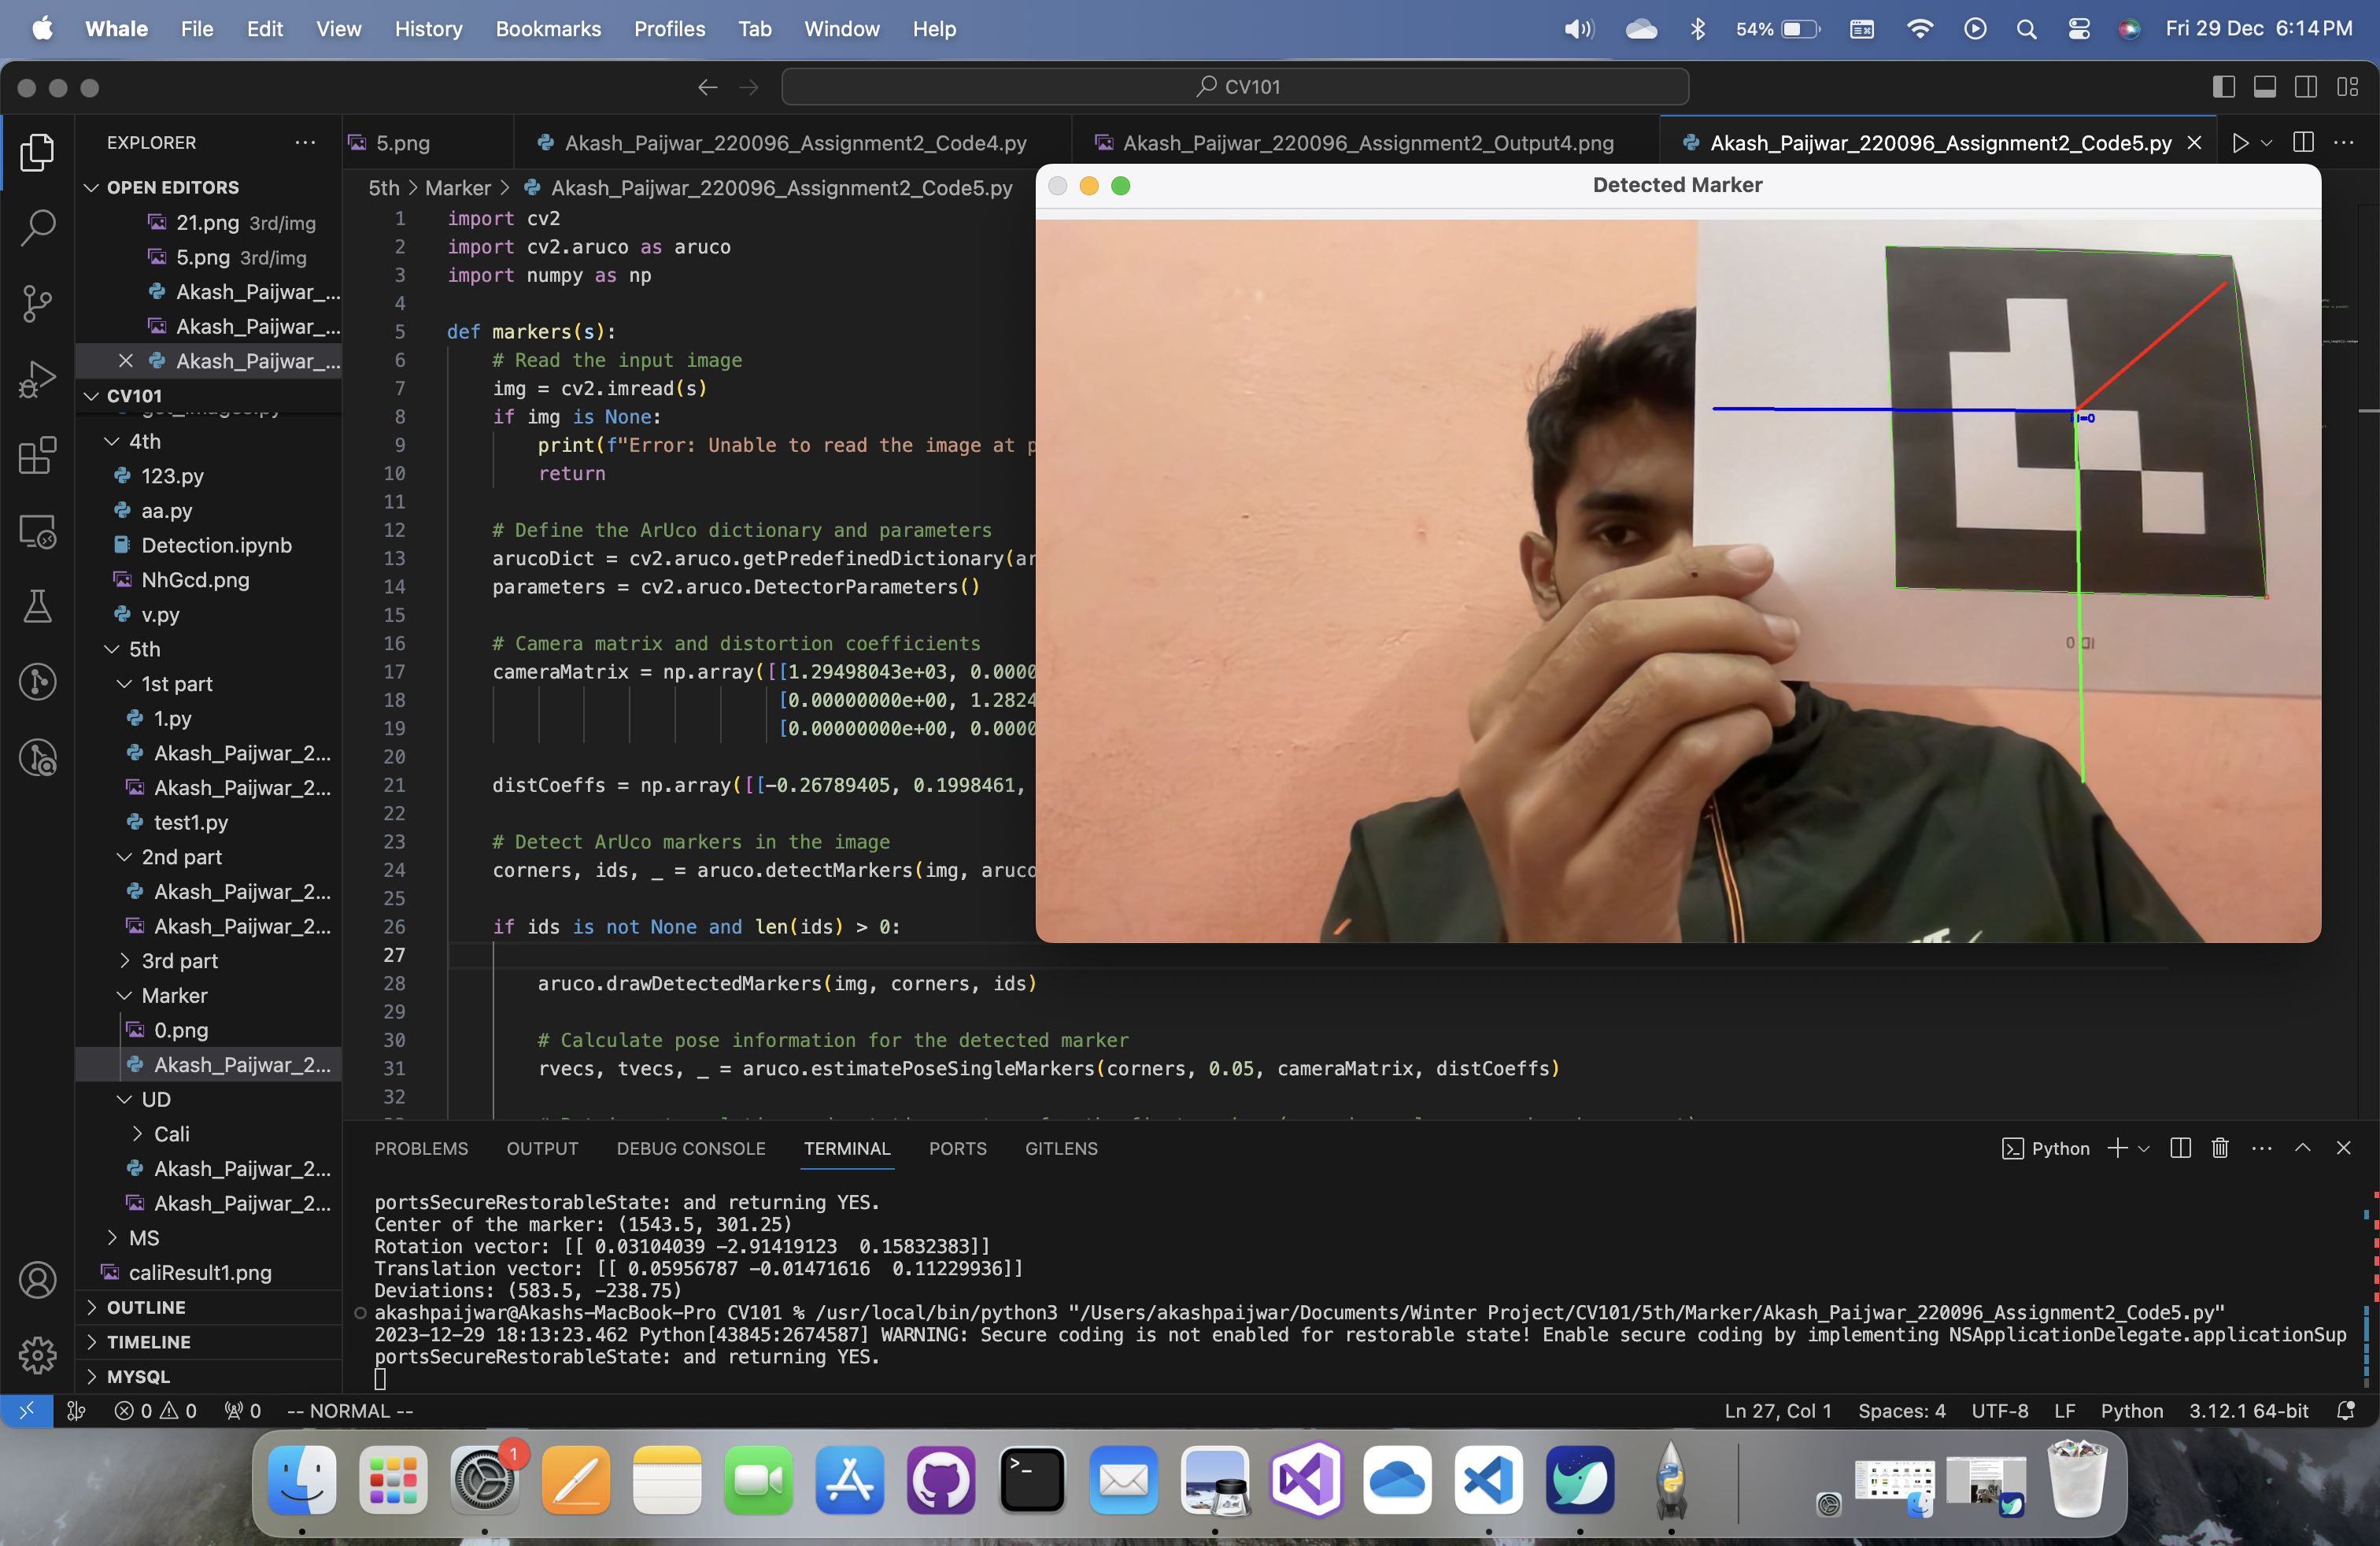 Whale File Edit View History Bookmarks Profiles Tab Window Help 54% Fri 29 Dec 6:14 PM
CV101
EXPLORER
5.png Akash_Paijwar_220096_Assignment2_Code4.py Akash_Paijwar_220096_Assignment2_Output4.png Akash_Paijwar_220096_Assignment2_Code5.py
OPEN EDITORS
21.png 3rd/img
5.png 3rd/img
Akash_Paijwar_...
Akash_Paijwar_...
Akash_Paijwar_...
CV101
4th
123.py
aa.py
Detection.ipynb
NhGcd.png
v.py
5th
1st part
1.py
Akash_Paijwar_2...
Akash_Paijwar_2...
test1.py
2nd part
Akash_Paijwar_2...
Akash_Paijwar_2...
3rd part
Marker
0.png
Akash_Paijwar_2...
UD
Cali
Akash_Paijwar_2...
Akash_Paijwar_2...
MS
caliResult1.png
OUTLINE
TIMELINE
MYSQL
5th > Marker > Akash_Paijwar_220096_Assignment2_Code5.py
1 import cv2
2 import cv2.aruco as aruco
3 import numpy as np
4
5 def markers(s):
6 # Read the input image
7 img = cv2.imread(s)
8 if img is None:
9 print(f"Error: Unable to read the image at p
10 return
11
12 # Define the ArUco dictionary and parameters
13 arucoDict = cv2.aruco.getPredefinedDictionary(ar
14 parameters = cv2.aruco.DetectorParameters()
15
16 # Camera matrix and distortion coefficients
17 cameraMatrix = np.array([[1.29498043e+03, 0.0000
18 [0.00000000e+00, 1.2824
19 [0.00000000e+00, 0.0000
20
21 distCoeffs = np.array([[-0.26789405, 0.1998461,
22
23 # Detect ArUco markers in the image
24 corners, ids, _ = aruco.detectMarkers(img, aruco
25
26 if ids is not None and len(ids) > 0:
27
28 aruco.drawDetectedMarkers(img, corners, ids)
29
30 # Calculate pose information for the detected marker
31 rvecs, tvecs, _ = aruco.estimatePoseSingleMarkers(corners, 0.05, cameraMatrix, distCoeffs)
32
Detected Marker
ID 0
PROBLEMS OUTPUT DEBUG CONSOLE TERMINAL PORTS GITLENS Python
portsSecureRestorableState: and returning YES.
Center of the marker: (1543.5, 301.25)
Rotation vector: [[ 0.03104039 -2.91419123 0.15832383]]
Translation vector: [[ 0.05956787 -0.01471616 0.11229936]]
Deviations: (583.5, -238.75)
akashpaijwar@Akashs-MacBook-Pro CV101 % /usr/local/bin/python3 "/Users/akashpaijwar/Documents/Winter Project/CV101/5th/Marker/Akash_Paijwar_220096_Assignment2_Code5.py"
2023-12-29 18:13:23.462 Python[43845:2674587] WARNING: Secure coding is not enabled for restorable state! Enable secure coding by implementing NSApplicationDelegate.applicationSup
portsSecureRestorableState: and returning YES.
0 0 0 -- NORMAL -- Ln 27, Col 1 Spaces: 4 UTF-8 LF Python 3.12.1 64-bit
1